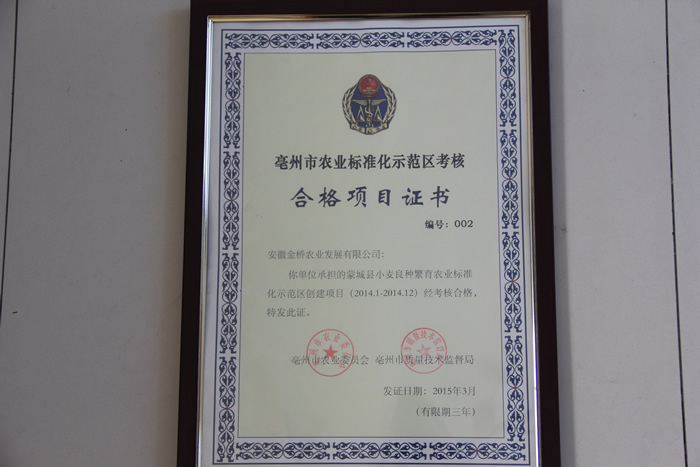 亳州市农业标准化示范区考核
合格项目证书
编号：002
安徽金桥农业发展有限公司：
你单位承担的蒙城县小麦良种繁育农业标准
化示范区创建项目（2014.1-2014.12）经考核合格，
特发此证。
亳州市农业委员会 亳州市质量技术监督局
发证日期：2015年3月
（有限期三年）